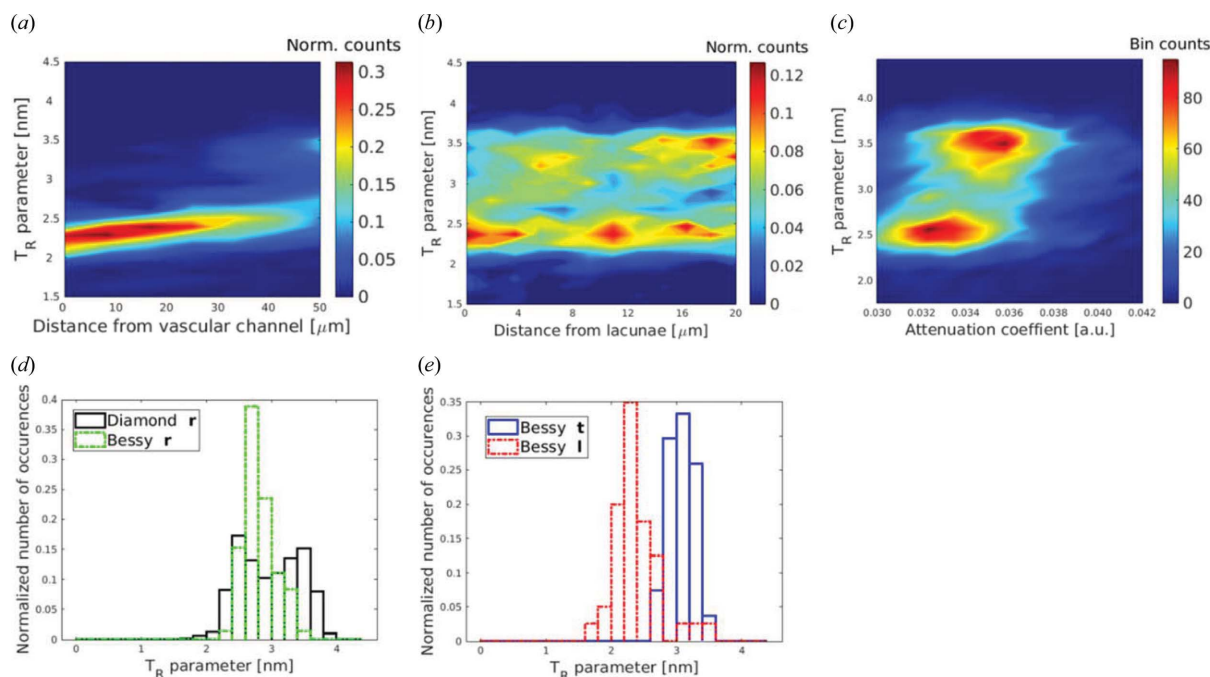 (a)
Norm. counts
4.5
4
3.5
3
2.5
2
1.5
T_R parameter [nm]
0 10 20 30 40 50
Distance from vascular channel [μm]
0.3
0.25
0.2
0.15
0.1
0.05
0
(b)
Norm. counts
4.5
4
3.5
3
2.5
2
1.5
T_R parameter [nm]
0 4 8 12 16 20
Distance from lacunae [μm]
0.12
0.1
0.08
0.06
0.04
0.02
0
(c)
Bin counts
4.0
3.5
3.0
2.5
T_R parameter [nm]
0.030 0.032 0.034 0.036 0.038 0.040 0.042
Attenuation coeffient [a.u.]
80
60
40
20
0
(d)
Normalized number of occurences
0.4
0.35
0.3
0.25
0.2
0.15
0.1
0.05
0
Diamond r
Bessy r
0 1 2 3 4
T_R parameter [nm]
(e)
Normalized number of occurences
0.35
0.3
0.25
0.2
0.15
0.1
0.05
0
Bessy t
Bessy l
0 1 2 3 4
T_R parameter [nm]